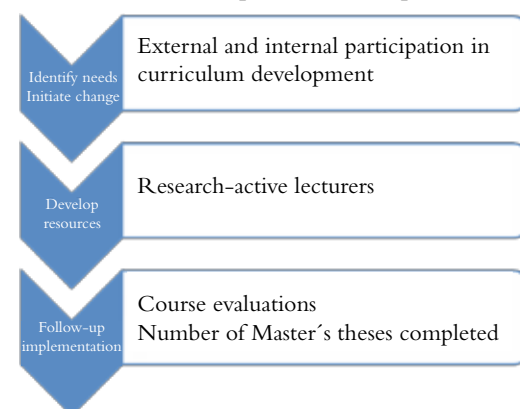 Identify needs
Initiate change
External and internal participation in
curriculum development
Develop
resources
Research-active lecturers
Follow-up
implementation
Course evaluations
Number of Master´s theses completed